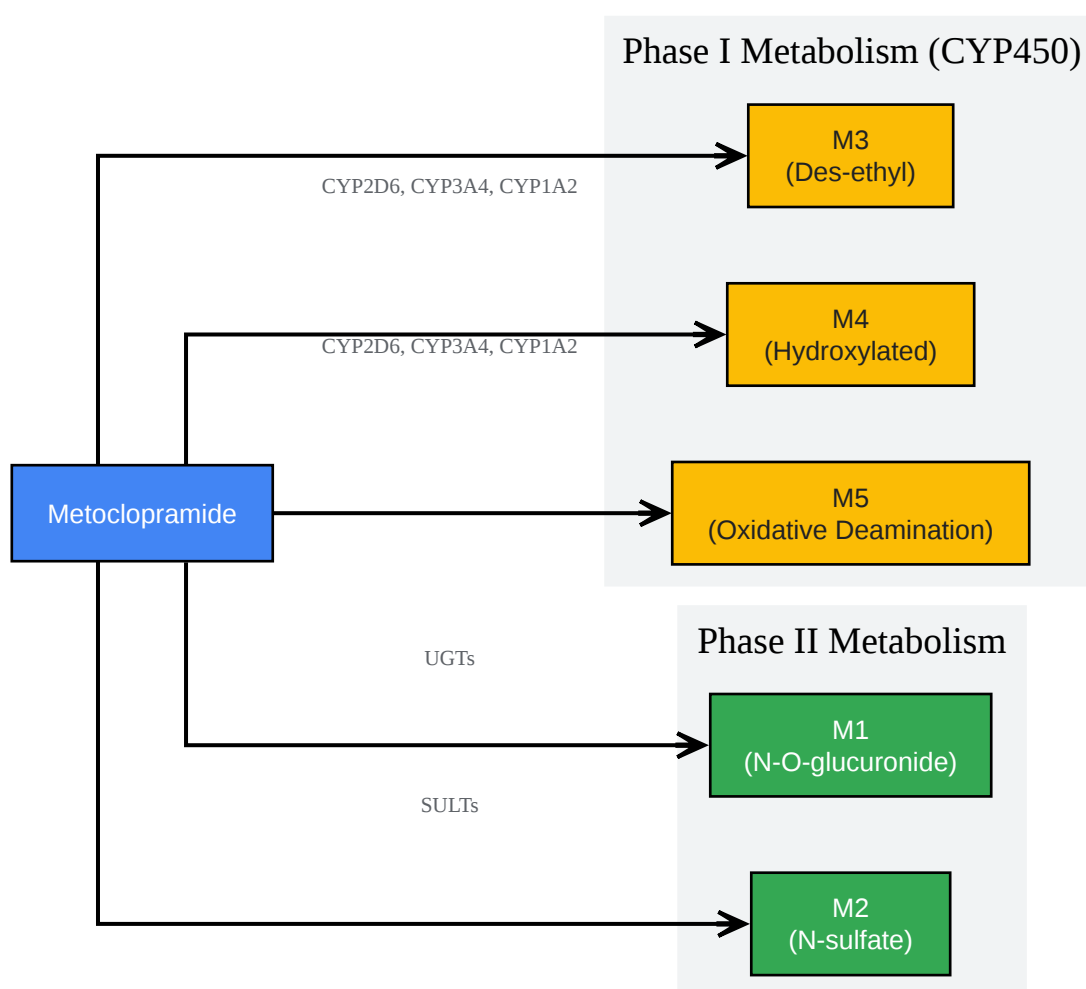 Phase I Metabolism (CYP450)
M3
(Des-ethyl)
CYP2D6, CYP3A4, CYP1A2
M4
(Hydroxylated)
CYP2D6, CYP3A4, CYP1A2
Metoclopramide
M5
(Oxidative Deamination)
Phase II Metabolism
UGTs
M1
(N-O-glucuronide)
SULTs
M2
(N-sulfate)